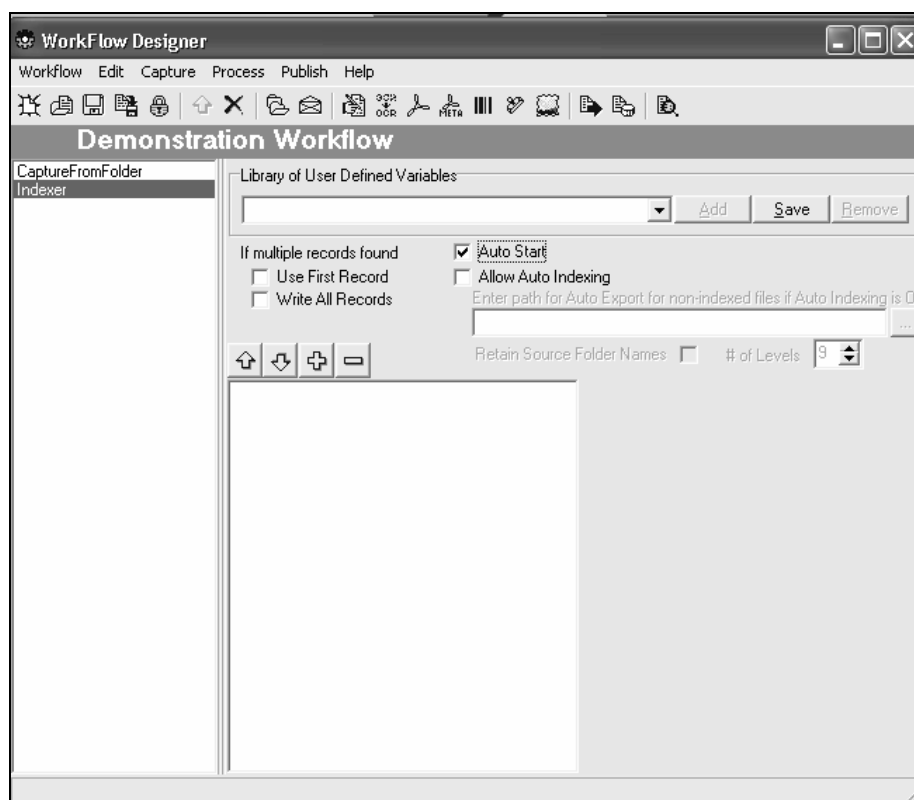 WorkFlow Designer
Workflow Edit Capture Process Publish Help
OCR META
Demonstration Workflow
CaptureFromFolder
Indexer
Library of User Defined Variables
Add Save Remove
If multiple records found
Auto Start
Use First Record
Allow Auto Indexing
Write All Records
Enter path for Auto Export for non-indexed files if Auto Indexing is O
...
Retain Source Folder Names # of Levels 9